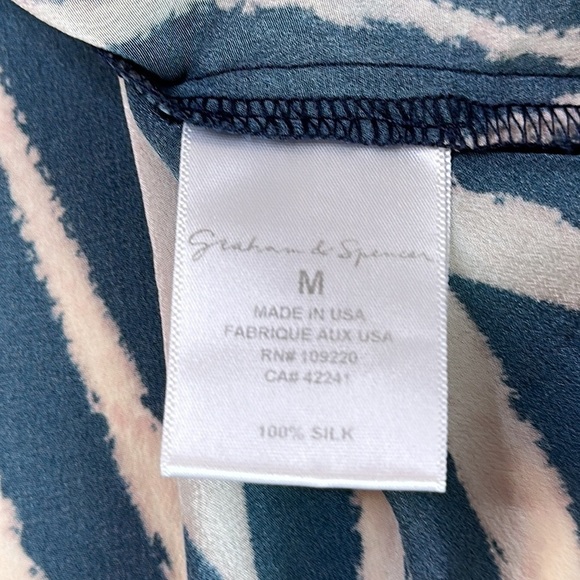 Graham & Spencer
M
MADE IN USA
FABRIQUE AUX USA
RN# 109220
CA# 42241
100% SILK